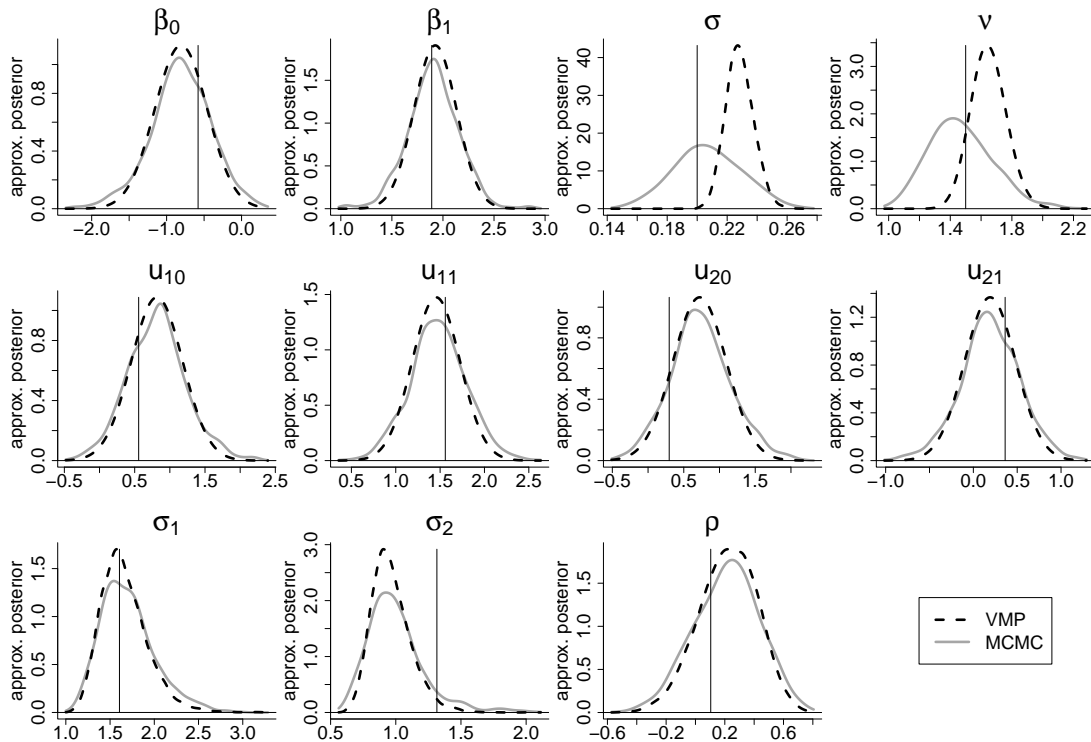 β0 β1 σ ν
approx. posterior approx. posterior approx. posterior approx. posterior
0.0 0.4 0.8 0.0 0.5 1.0 1.5 0 10 20 30 40 0.0 1.0 2.0 3.0
−2.0 −1.0 0.0 1.0 1.5 2.0 2.5 3.0 0.14 0.18 0.22 0.26 1.0 1.4 1.8 2.2
u10 u11 u20 u21
approx. posterior approx. posterior approx. posterior approx. posterior
0.0 0.4 0.8 0.0 0.5 1.0 1.5 0.0 0.4 0.8 0.0 0.4 0.8 1.2
−0.5 0.5 1.5 2.5 0.5 1.0 1.5 2.0 2.5 −0.5 0.5 1.5 −1.0 0.0 0.5 1.0
σ1 σ2 ρ
approx. posterior approx. posterior approx. posterior
0.0 0.5 1.0 1.5 0.0 1.0 2.0 3.0 0.0 0.5 1.0 1.5
1.0 1.5 2.0 2.5 3.0 0.5 1.0 1.5 2.0 −0.6 −0.2 0.2 0.6
VMP
MCMC